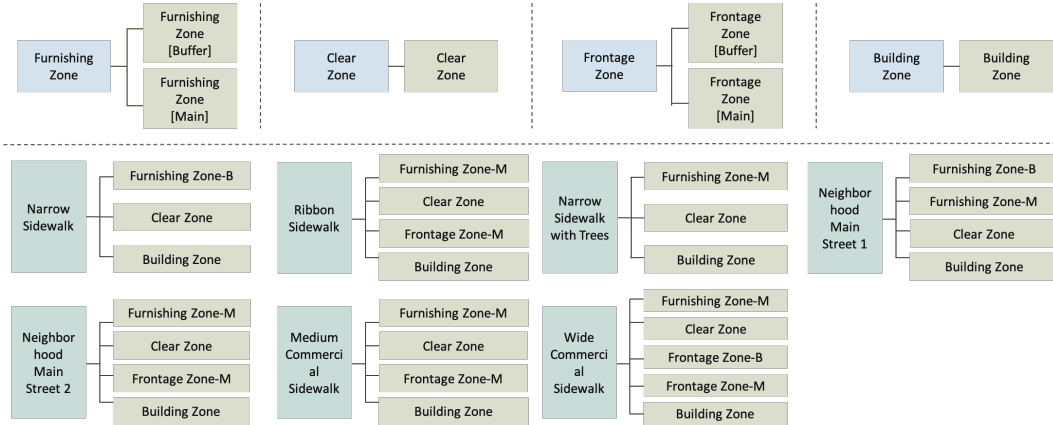 Furnishing
Zone
Furnishing
Zone
[Buffer]
Furnishing
Zone
[Main]
Clear
Zone
Clear
Zone
Frontage
Zone
Frontage
Zone
[Buffer]
Frontage
Zone
[Main]
Building
Zone
Building
Zone
Narrow
Sidewalk
Furnishing Zone-B
Clear Zone
Building Zone
Ribbon
Sidewalk
Furnishing Zone-M
Clear Zone
Frontage Zone-M
Building Zone
Narrow
Sidewalk
with Trees
Furnishing Zone-M
Clear Zone
Building Zone
Neighbor
hood
Main
Street 1
Furnishing Zone-B
Furnishing Zone-M
Clear Zone
Building Zone
Neighbor
hood
Main
Street 2
Furnishing Zone-M
Clear Zone
Frontage Zone-M
Building Zone
Medium
Commerci
al
Sidewalk
Furnishing Zone-M
Clear Zone
Frontage Zone-M
Building Zone
Wide
Commerci
al
Sidewalk
Furnishing Zone-M
Clear Zone
Frontage Zone-B
Frontage Zone-M
Building Zone